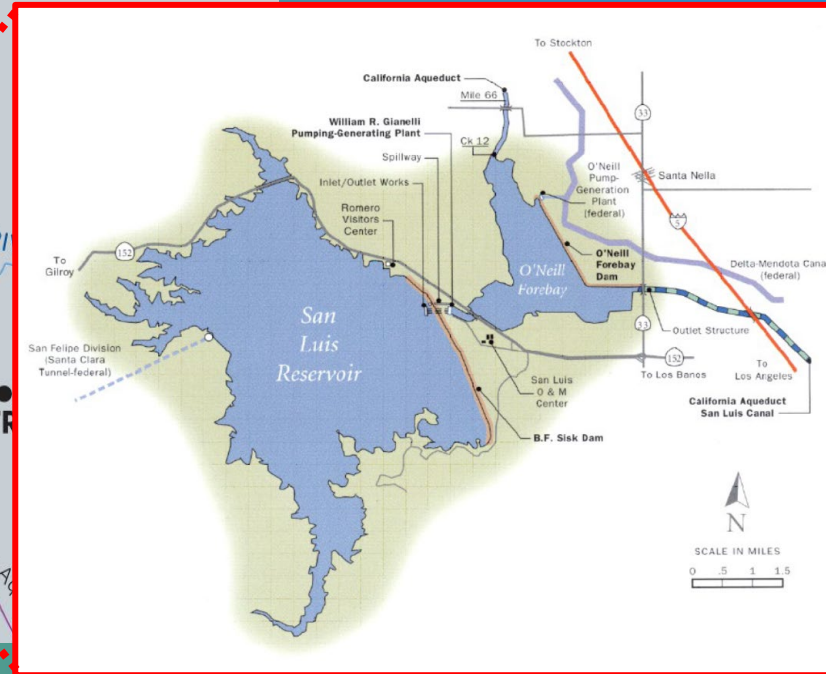 To Stockton
California Aqueduct
Mile 66
33
William R. Gianelli
Pumping-Generating Plant
Ck 12
Spillway
O'Neill
Pump-
Generation
Plant
(federal)
Santa Nella
Inlet/Outlet Works
Romero
Visitors
Center
5
152
To
Gilroy
O'Neill
Forebay
Dam
Delta-Mendota Cana
(federal)
O'Neill
Forebay
San
Luis
Reservoir
33
Outlet Structure
San Felipe Division
(Santa Clara
Tunnel-federal)
152
To Los Banos
To
Los Angeles
San Luis
O & M
Center
California Aqueduct
San Luis Canal
B.F. Sisk Dam
N
SCALE IN MILES
0 .5 1 1.5